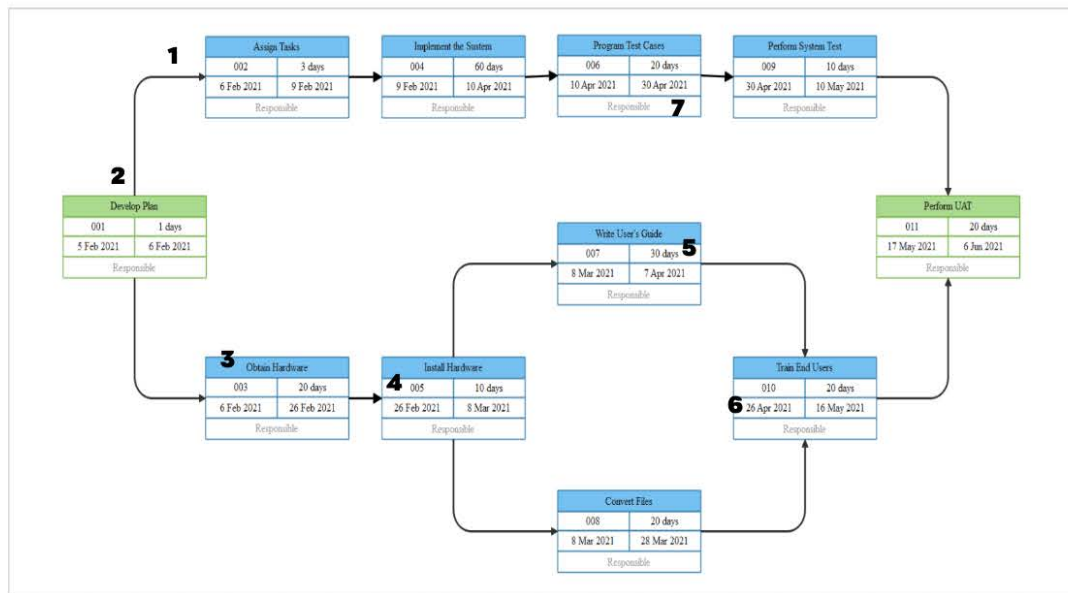 1
Assign Tasks
002 3 days
6 Feb 2021 9 Feb 2021
Responsible
Implement the System
004 60 days
9 Feb 2021 10 Apr 2021
Responsible
Program Test Cases
006 20 days
10 Apr 2021 30 Apr 2021
Responsible
7
Perform System Test
009 10 days
30 Apr 2021 10 May 2021
Responsible
2
Develop Plan
001 1 days
5 Feb 2021 6 Feb 2021
Responsible
Write User's Guide
007 30 days 5
8 Mar 2021 7 Apr 2021
Responsible
Perform UAT
011 20 days
17 May 2021 6 Jun 2021
Responsible
3
Obtain Hardware
003 20 days
6 Feb 2021 26 Feb 2021
Responsible
Install Hardware
4 005 10 days
26 Feb 2021 8 Mar 2021
Responsible
Train End Users
010 20 days
6 26 Apr 2021 16 May 2021
Responsible
Convert Files
008 20 days
8 Mar 2021 28 Mar 2021
Responsible